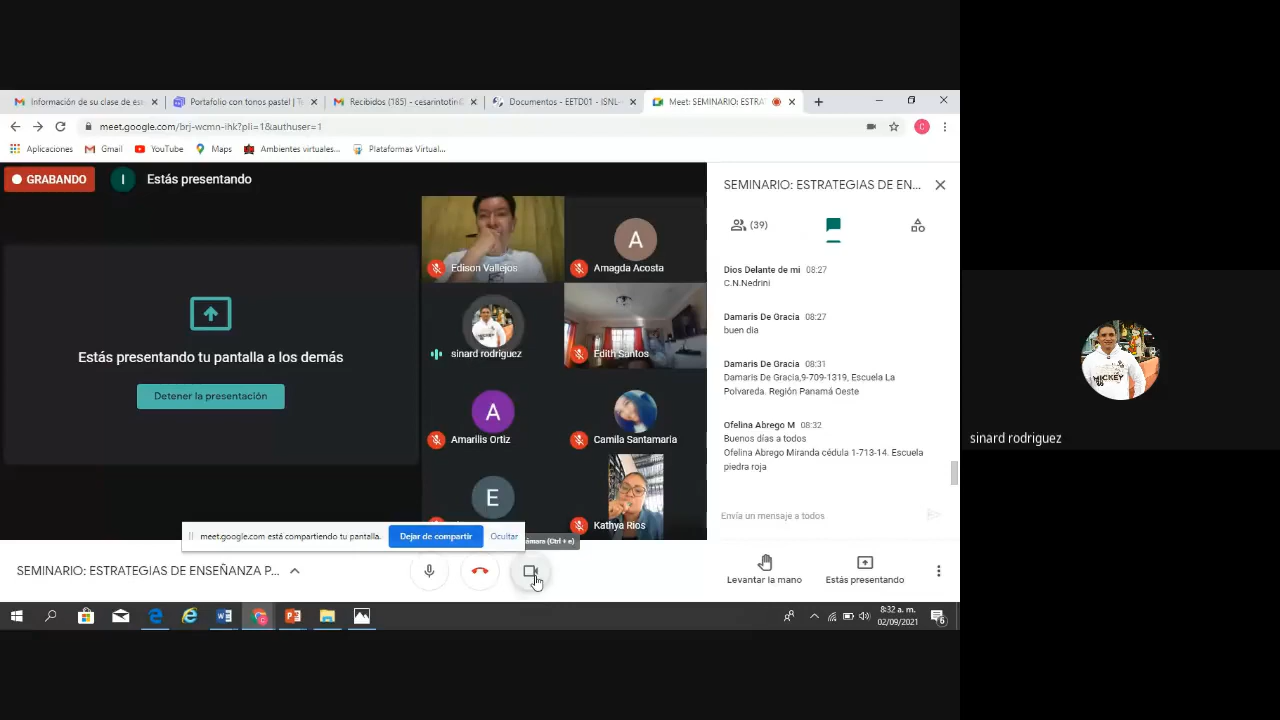 Información de su clase de es
Portafolio con tonos pastel | Te
Recibidos (185) - cesarintotin
Documentos - EETD01 - ISNL
Meet: SEMINARIO: ESTRAT
meet.google.com/brj-wcmn-ihk?pli=1&authuser=1
C
Aplicaciones
Gmail
YouTube
Maps
Ambientes virtuales...
Plataformas Virtual...
GRABANDO
I
Estás presentando
Estás presentando tu pantalla a los demás
Detener la presentación
Edison Vallejos
A
Amagda Acosta
sinard rodriguez
Edith Santos
A
Amarilis Ortiz
Camila Santamaria
E
Kathya Rios
SEMINARIO: ESTRATEGIAS DE EN...
(39)
Dios Delante de mi 08:27
C.N.Nedrini
Damaris De Gracia 08:27
buen dia
Damaris De Gracia 08:31
Damaris De Gracia,9-709-1319, Escuela La
Polvareda. Región Panamá Oeste
Ofelina Abrego M 08:32
Buenos días a todos
Ofelina Abrego Miranda cédula 1-713-14. Escuela
piedra roja
Envía un mensaje a todos
meet.google.com está compartiendo tu pantalla.
Dejar de compartir
Ocultar
ámara (Ctrl + e)
SEMINARIO: ESTRATEGIAS DE ENSEÑANZA P...
Levantar la mano
Estás presentando
8:32 a. m.
02/09/2021
6
MICKEY
sinard rodriguez